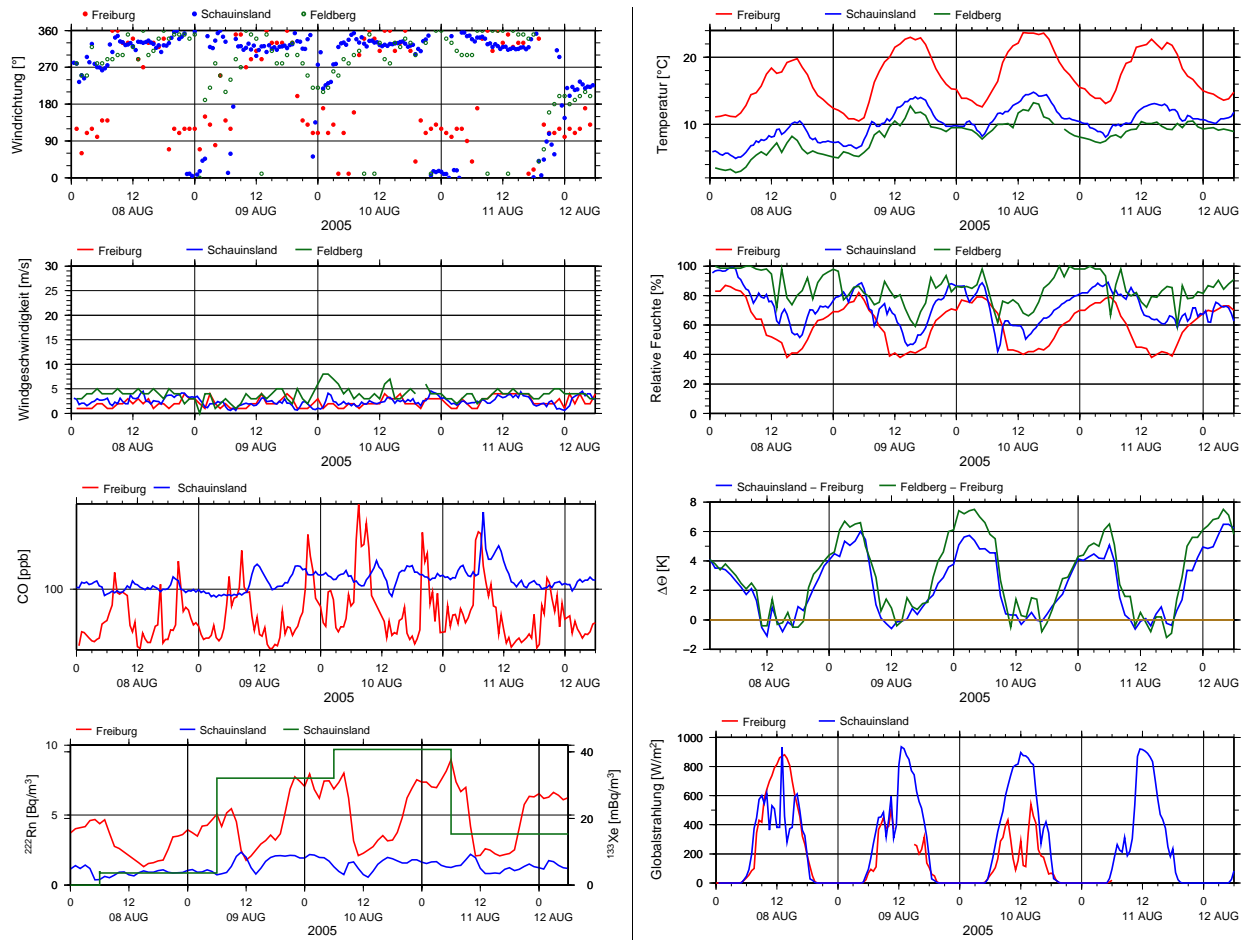 Freiburg Schauinsland Feldberg
Windrichtung [°]
360
270
180
90
0
0 12 0 12 0 12 0 12 0
08 AUG 09 AUG 10 AUG 11 AUG 12 AUG
2005
Freiburg Schauinsland Feldberg
Windgeschwindigkeit [m/s]
30
25
20
15
10
5
0
0 12 0 12 0 12 0 12 0
08 AUG 09 AUG 10 AUG 11 AUG 12 AUG
2005
Freiburg Schauinsland
CO [ppb]
100
0 12 0 12 0 12 0 12 0
08 AUG 09 AUG 10 AUG 11 AUG 12 AUG
2005
Freiburg Schauinsland Schauinsland
²²²Rn [Bq/m³]
10
5
0
¹³³Xe [mBq/m³]
40
20
0
0 12 0 12 0 12 0 12 0
08 AUG 09 AUG 10 AUG 11 AUG 12 AUG
2005
Freiburg Schauinsland Feldberg
Temperatur [°C]
20
10
0 12 0 12 0 12 0 12 0
08 AUG 09 AUG 10 AUG 11 AUG 12 AUG
2005
Freiburg Schauinsland Feldberg
Relative Feuchte [%]
100
80
60
40
20
0
0 12 0 12 0 12 0 12 0
08 AUG 09 AUG 10 AUG 11 AUG 12 AUG
2005
Schauinsland – Freiburg Feldberg – Freiburg
ΔΘ [K]
8
6
4
2
0
−2
12 0 12 0 12 0 12 0
08 AUG 09 AUG 10 AUG 11 AUG 12 AUG
2005
Freiburg Schauinsland
Globalstrahlung [W/m²]
1000
800
600
400
200
0
0 12 0 12 0 12 0 12 0
08 AUG 09 AUG 10 AUG 11 AUG 12 AUG
2005